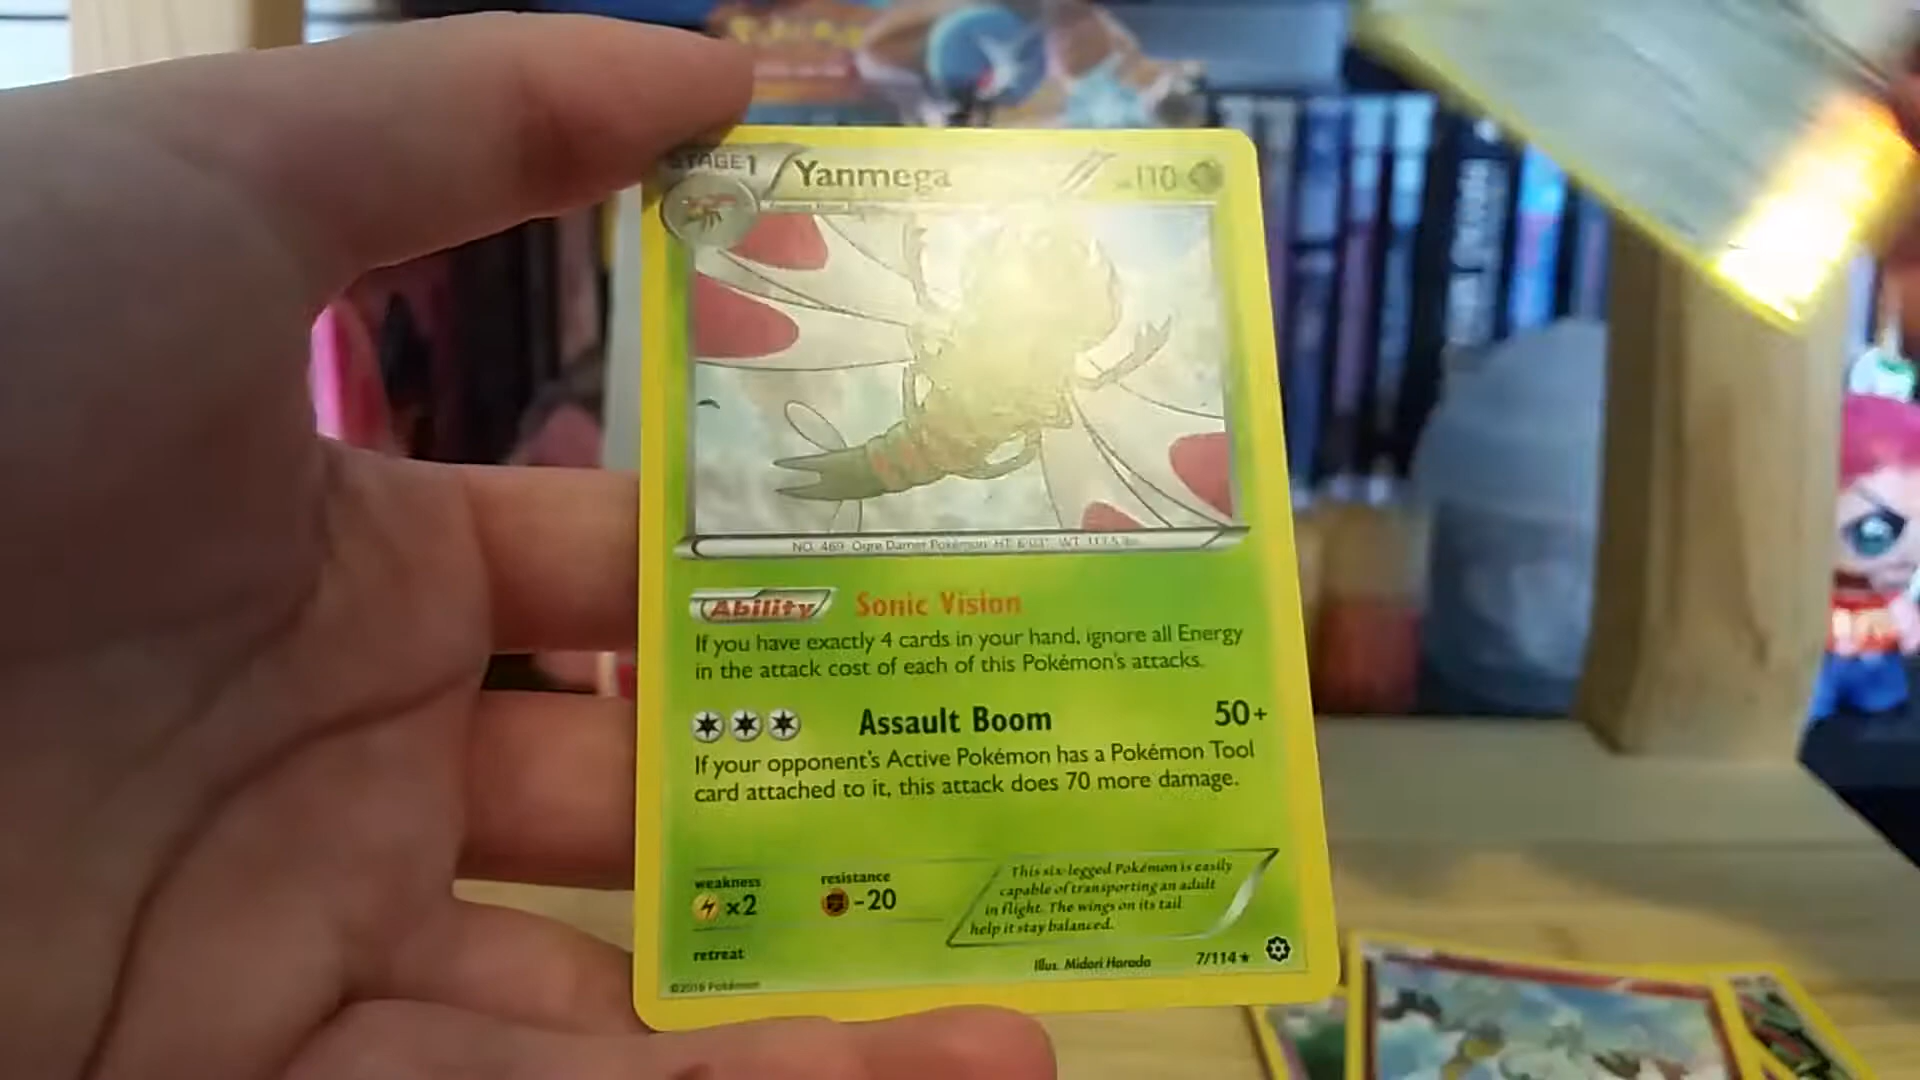 STAGE1
Yanmega
110
NO. 469 Ogre Darner Pokémon HT: 6'03" WT: 113.5 lbs.
Ability Sonic Vision
If you have exactly 4 cards in your hand, ignore all Energy
in the attack cost of each of this Pokémon's attacks.
Assault Boom 50+
If your opponent's Active Pokémon has a Pokémon Tool
card attached to it, this attack does 70 more damage.
weakness
×2
resistance
-20
This six-legged Pokémon is easily
capable of transporting an adult
in flight. The wings on its tail
help it stay balanced.
retreat
Illus. Midori Harada
7/114
©2016 Pokémon